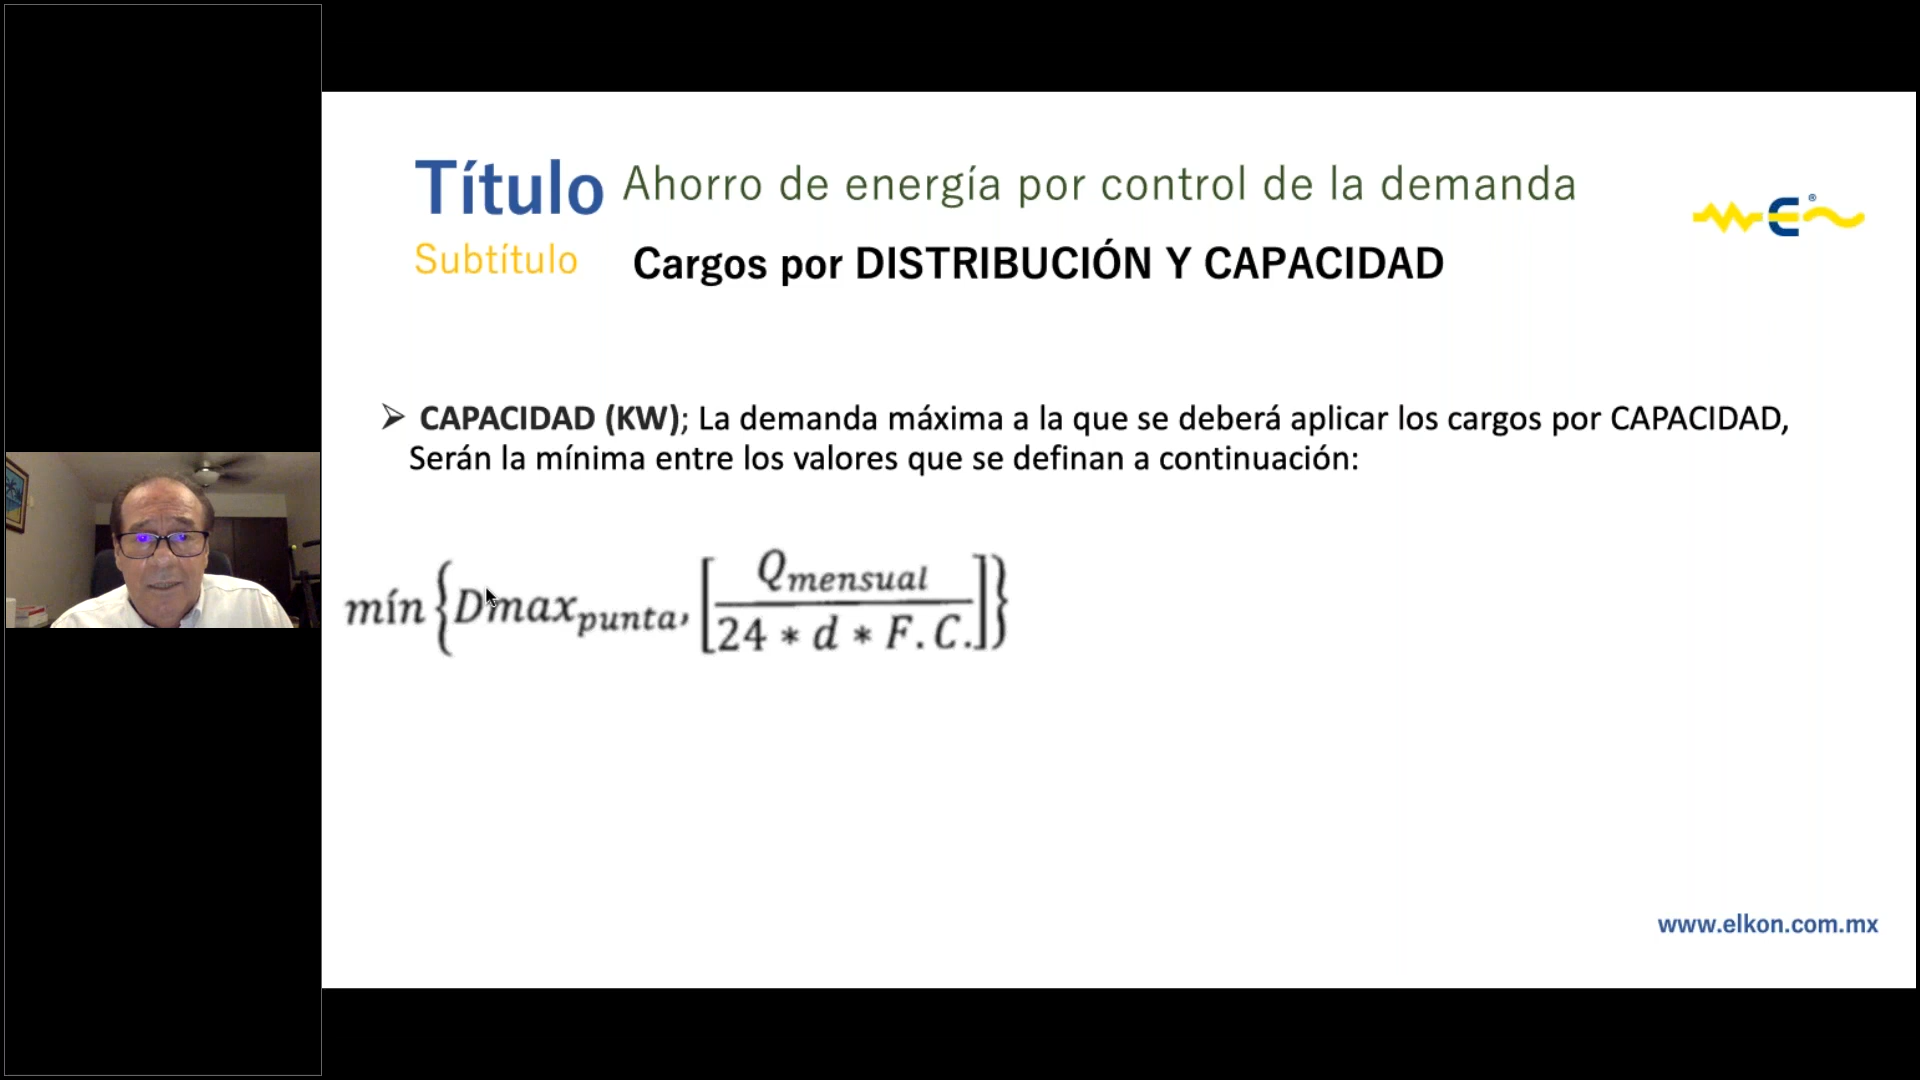 Título Ahorro de energía por control de la demanda
Subtítulo Cargos por DISTRIBUCIÓN Y CAPACIDAD
➢ CAPACIDAD (KW); La demanda máxima a la que se deberá aplicar los cargos por CAPACIDAD,
Serán la mínima entre los valores que se definan a continuación:
mín {Dmax_punta, [Q_mensual / 24 * d * F.C.]}
www.elkon.com.mx